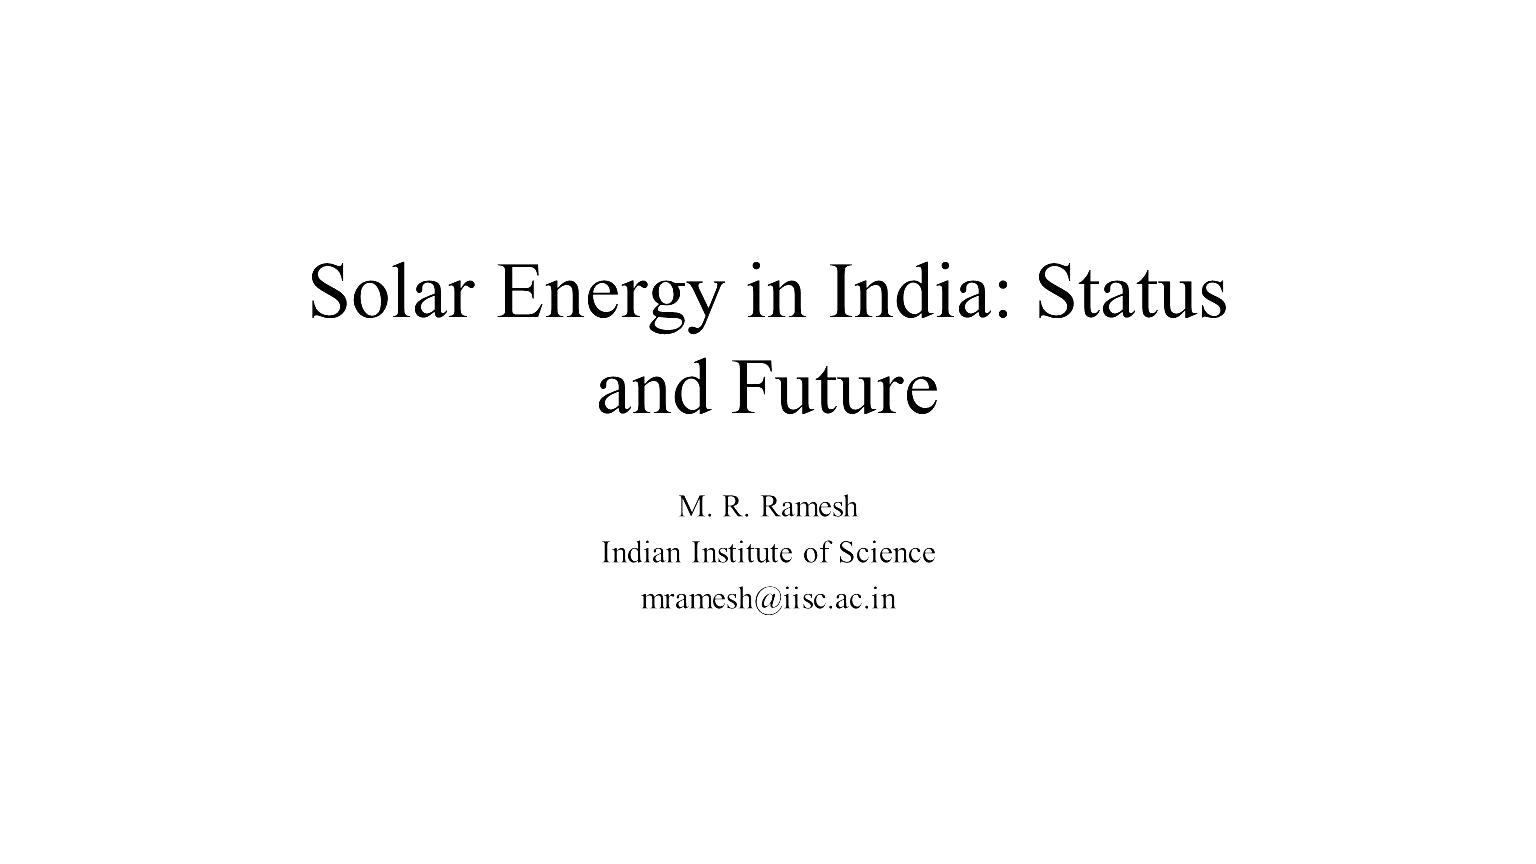 Solar Energy in India: Status
and Future
M. R. Ramesh
Indian Institute of Science
mramesh@iisc.ac.in